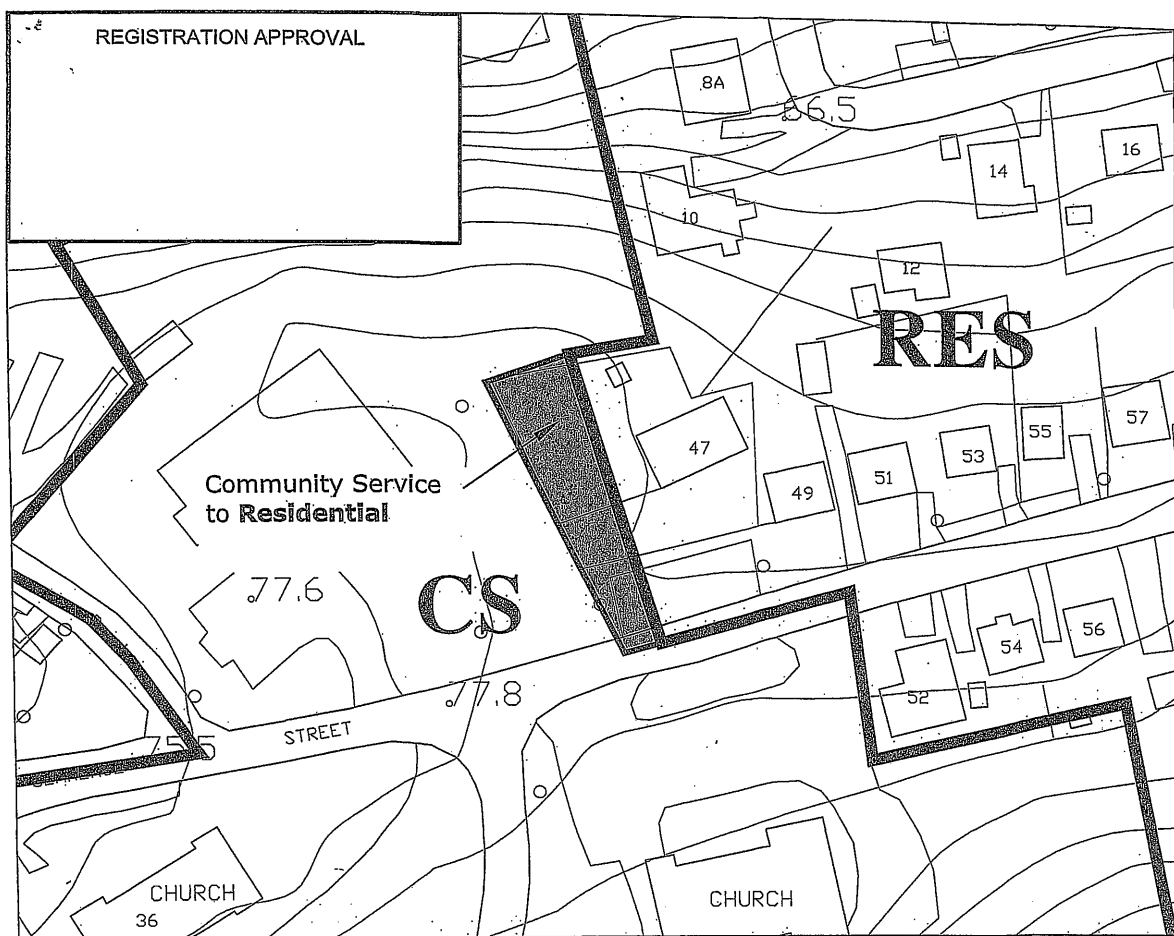 REGISTRATION APPROVAL
8A
.86.5
14
16
10
12
RES
47
49
51
53
55
57
Community Service
to Residential
.77.6
CS
54
56
52
.77.8
STREET
CHURCH
36
CHURCH